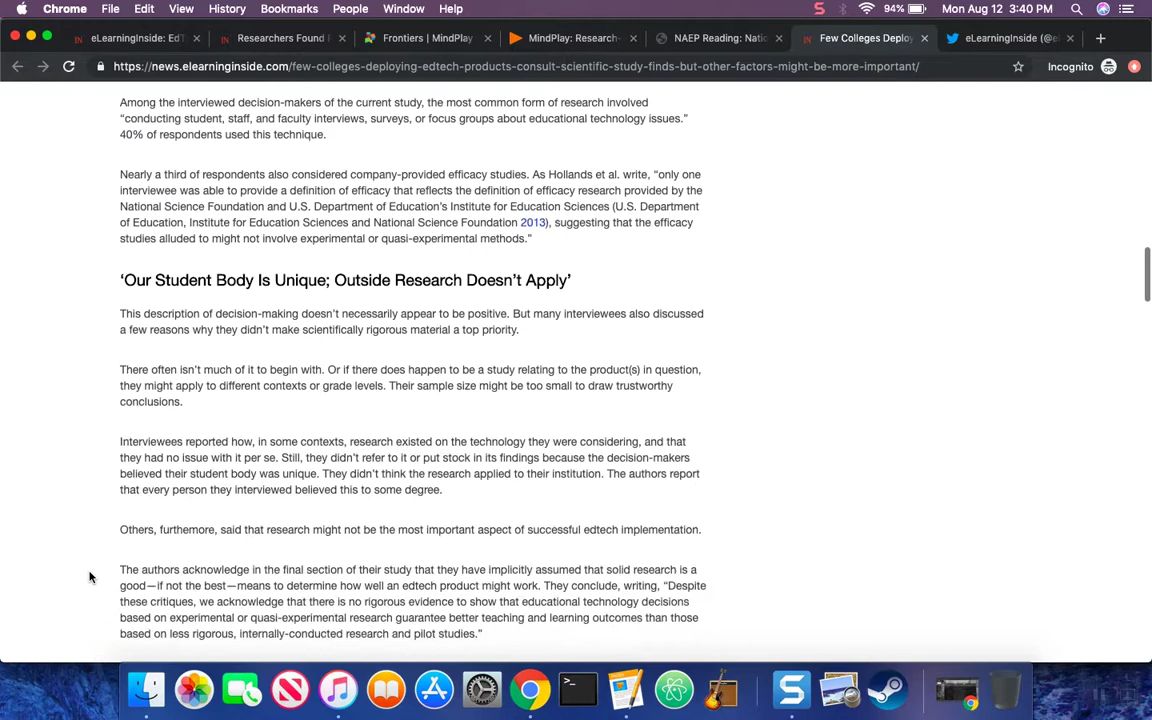 Chrome File Edit View History Bookmarks People Window Help 94% Mon Aug 12 3:40 PM
eLearningInside: EdT Researchers Found Frontiers | MindPlay MindPlay: Research- NAEP Reading: Natio Few Colleges Deploy eLearningInside (@e
https://news.elearninginside.com/few-colleges-deploying-edtech-products-consult-scientific-study-finds-but-other-factors-might-be-more-important/ Incognito
Among the interviewed decision-makers of the current study, the most common form of research involved
“conducting student, staff, and faculty interviews, surveys, or focus groups about educational technology issues.”
40% of respondents used this technique.
Nearly a third of respondents also considered company-provided efficacy studies. As Hollands et al. write, “only one
interviewee was able to provide a definition of efficacy that reflects the definition of efficacy research provided by the
National Science Foundation and U.S. Department of Education’s Institute for Education Sciences (U.S. Department
of Education, Institute for Education Sciences and National Science Foundation 2013), suggesting that the efficacy
studies alluded to might not involve experimental or quasi-experimental methods.”
‘Our Student Body Is Unique; Outside Research Doesn’t Apply’
This description of decision-making doesn’t necessarily appear to be positive. But many interviewees also discussed
a few reasons why they didn’t make scientifically rigorous material a top priority.
There often isn’t much of it to begin with. Or if there does happen to be a study relating to the product(s) in question,
they might apply to different contexts or grade levels. Their sample size might be too small to draw trustworthy
conclusions.
Interviewees reported how, in some contexts, research existed on the technology they were considering, and that
they had no issue with it per se. Still, they didn’t refer to it or put stock in its findings because the decision-makers
believed their student body was unique. They didn’t think the research applied to their institution. The authors report
that every person they interviewed believed this to some degree.
Others, furthemore, said that research might not be the most important aspect of successful edtech implementation.
The authors acknowledge in the final section of their study that they have implicitly assumed that solid research is a
good—if not the best—means to determine how well an edtech product might work. They conclude, writing, “Despite
these critiques, we acknowledge that there is no rigorous evidence to show that educational technology decisions
based on experimental or quasi-experimental research guarantee better teaching and learning outcomes than those
based on less rigorous, internally-conducted research and pilot studies.”